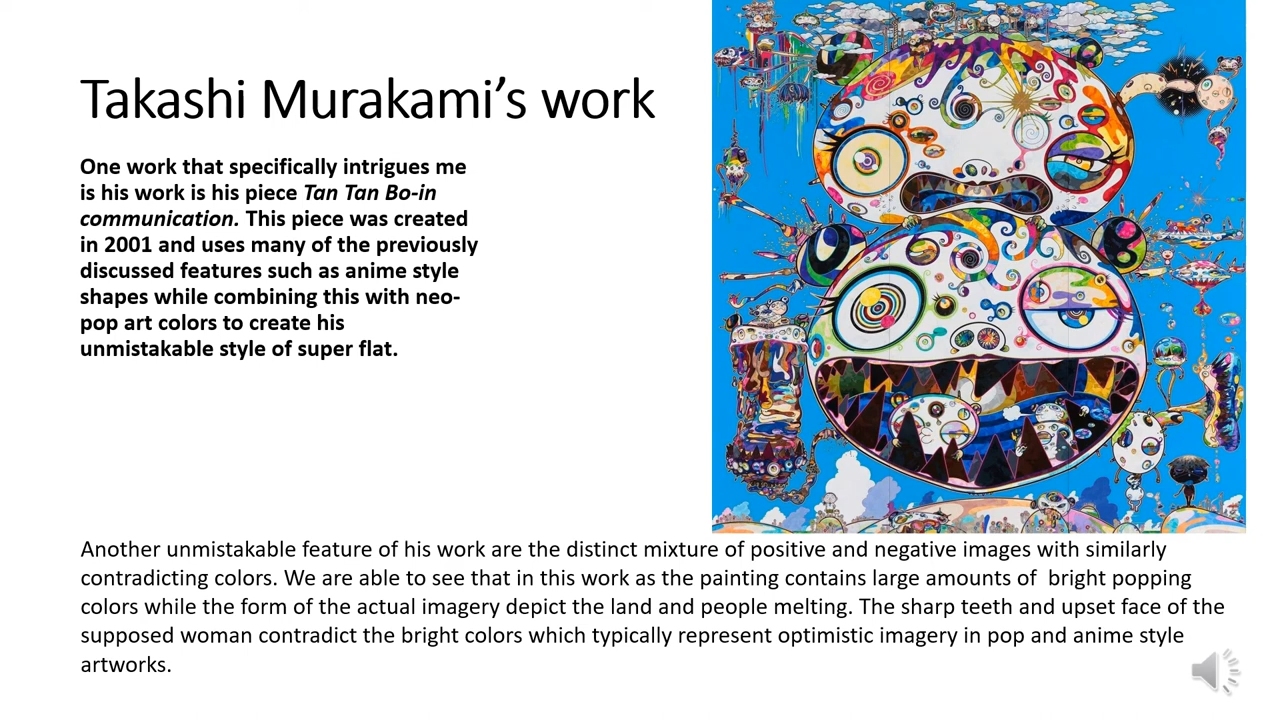 Takashi Murakami’s work
One work that specifically intrigues me
is his work is his piece Tan Tan Bo-in
communication. This piece was created
in 2001 and uses many of the previously
discussed features such as anime style
shapes while combining this with neo-
pop art colors to create his
unmistakable style of super flat.
Another unmistakable feature of his work are the distinct mixture of positive and negative images with similarly
contradicting colors. We are able to see that in this work as the painting contains large amounts of  bright popping
colors while the form of the actual imagery depict the land and people melting. The sharp teeth and upset face of the
supposed woman contradict the bright colors which typically represent optimistic imagery in pop and anime style
artworks.